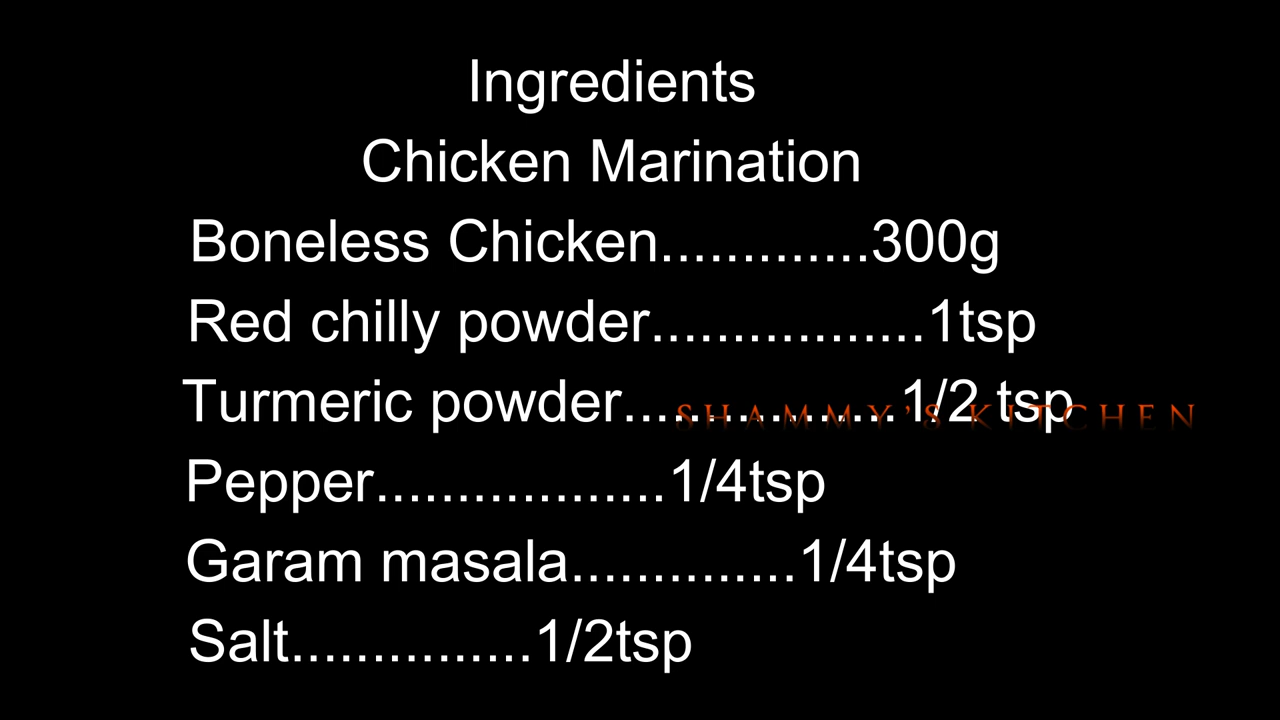 Ingredients
Chicken Marination
Boneless Chicken.............300g
Red chilly powder.................1tsp
Turmeric powder.................1/2 tsp
SHAMMY'S KITCHEN
Pepper..................1/4tsp
Garam masala..............1/4tsp
Salt...............1/2tsp